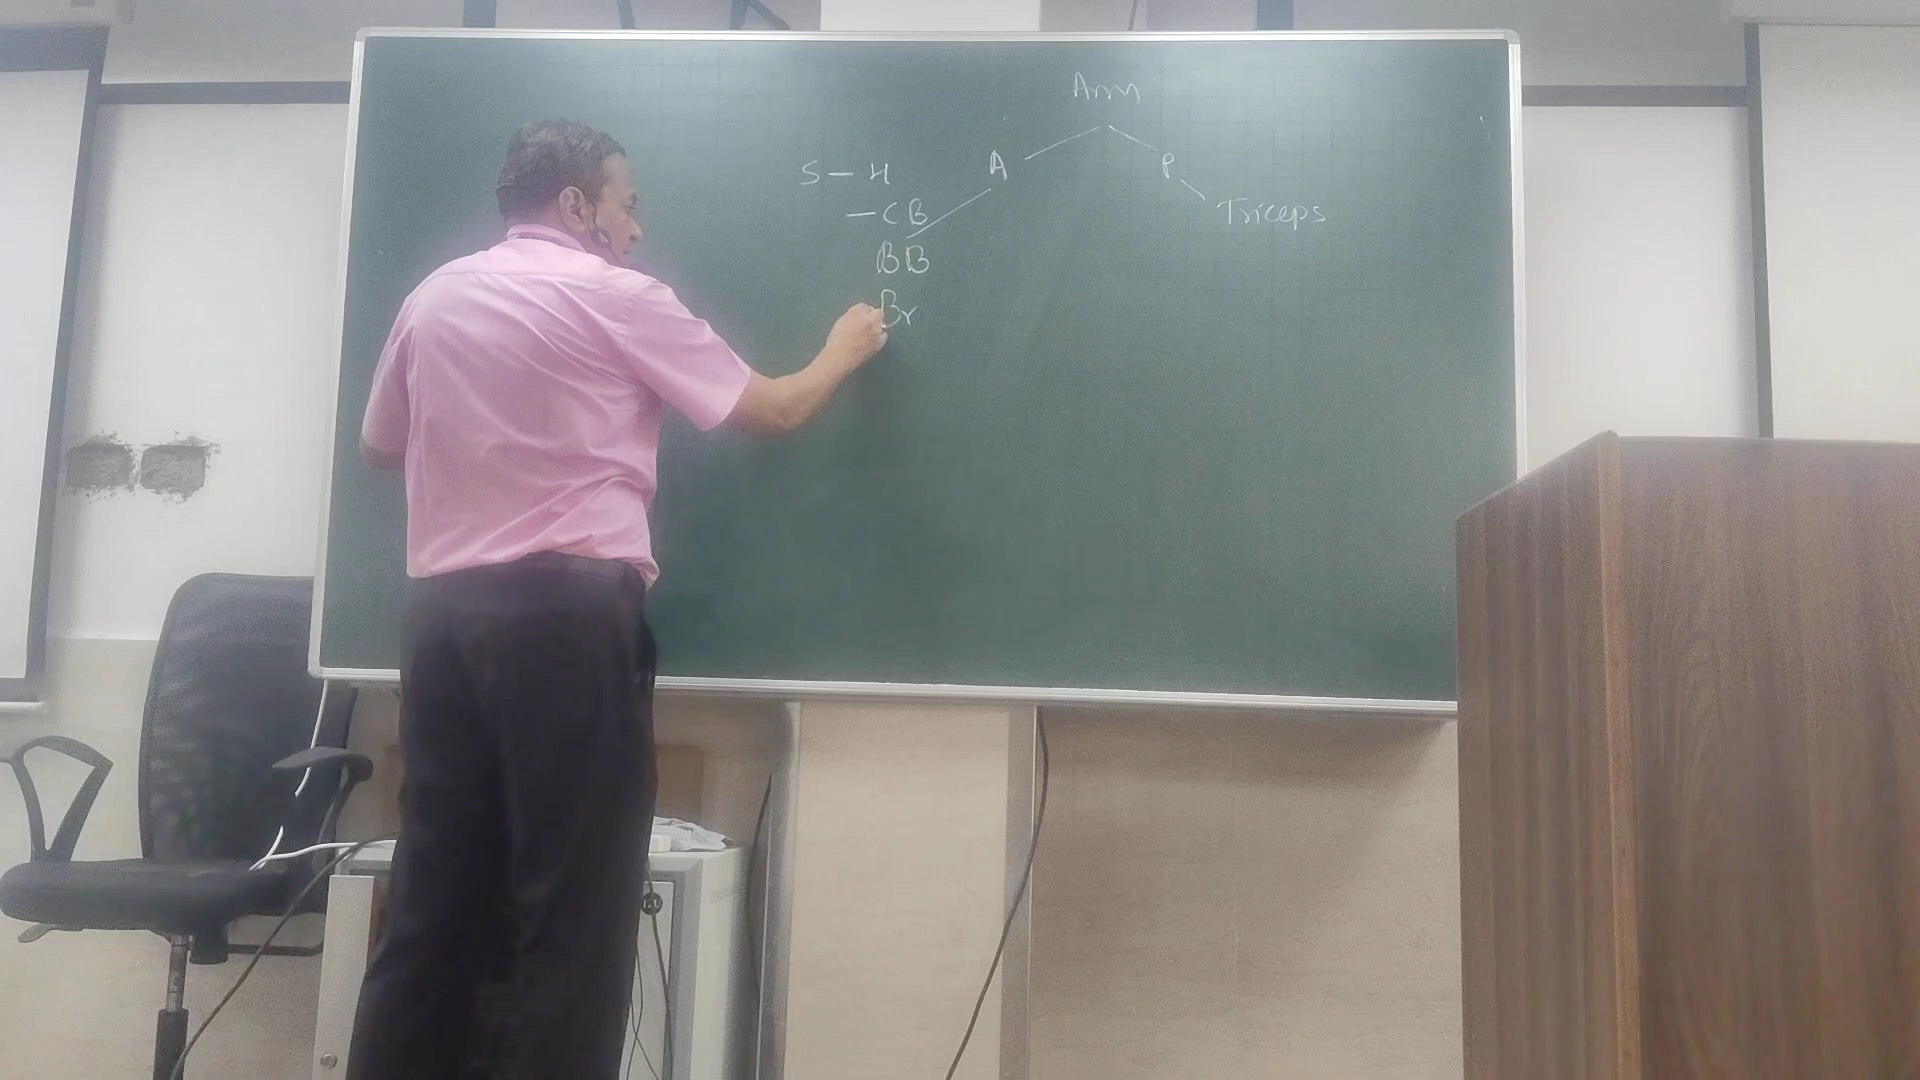 Arm
A
P
S - H
- CB
Triceps
BB
Br